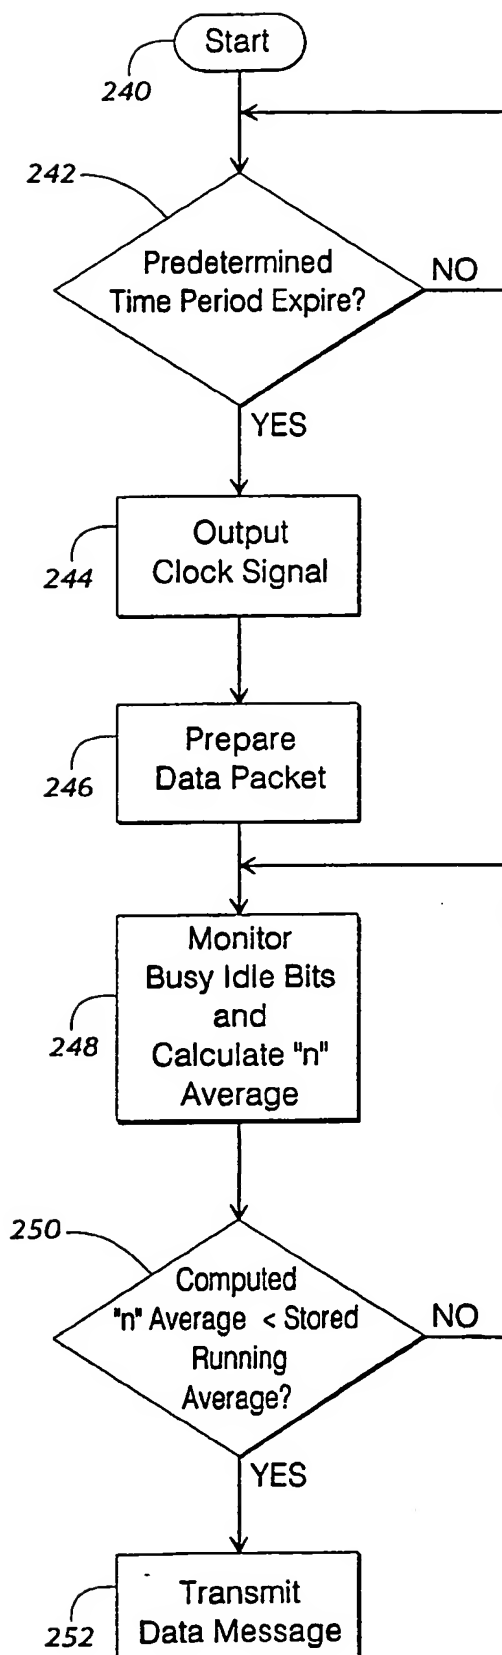 Start
240
242
Predetermined
Time Period Expire?
NO
YES
Output
Clock Signal
244
Prepare
Data Packet
246
Monitor
Busy Idle Bits
and
Calculate "n"
Average
248
250
Computed
"n" Average < Stored
Running
Average?
NO
YES
Transmit
Data Message
252